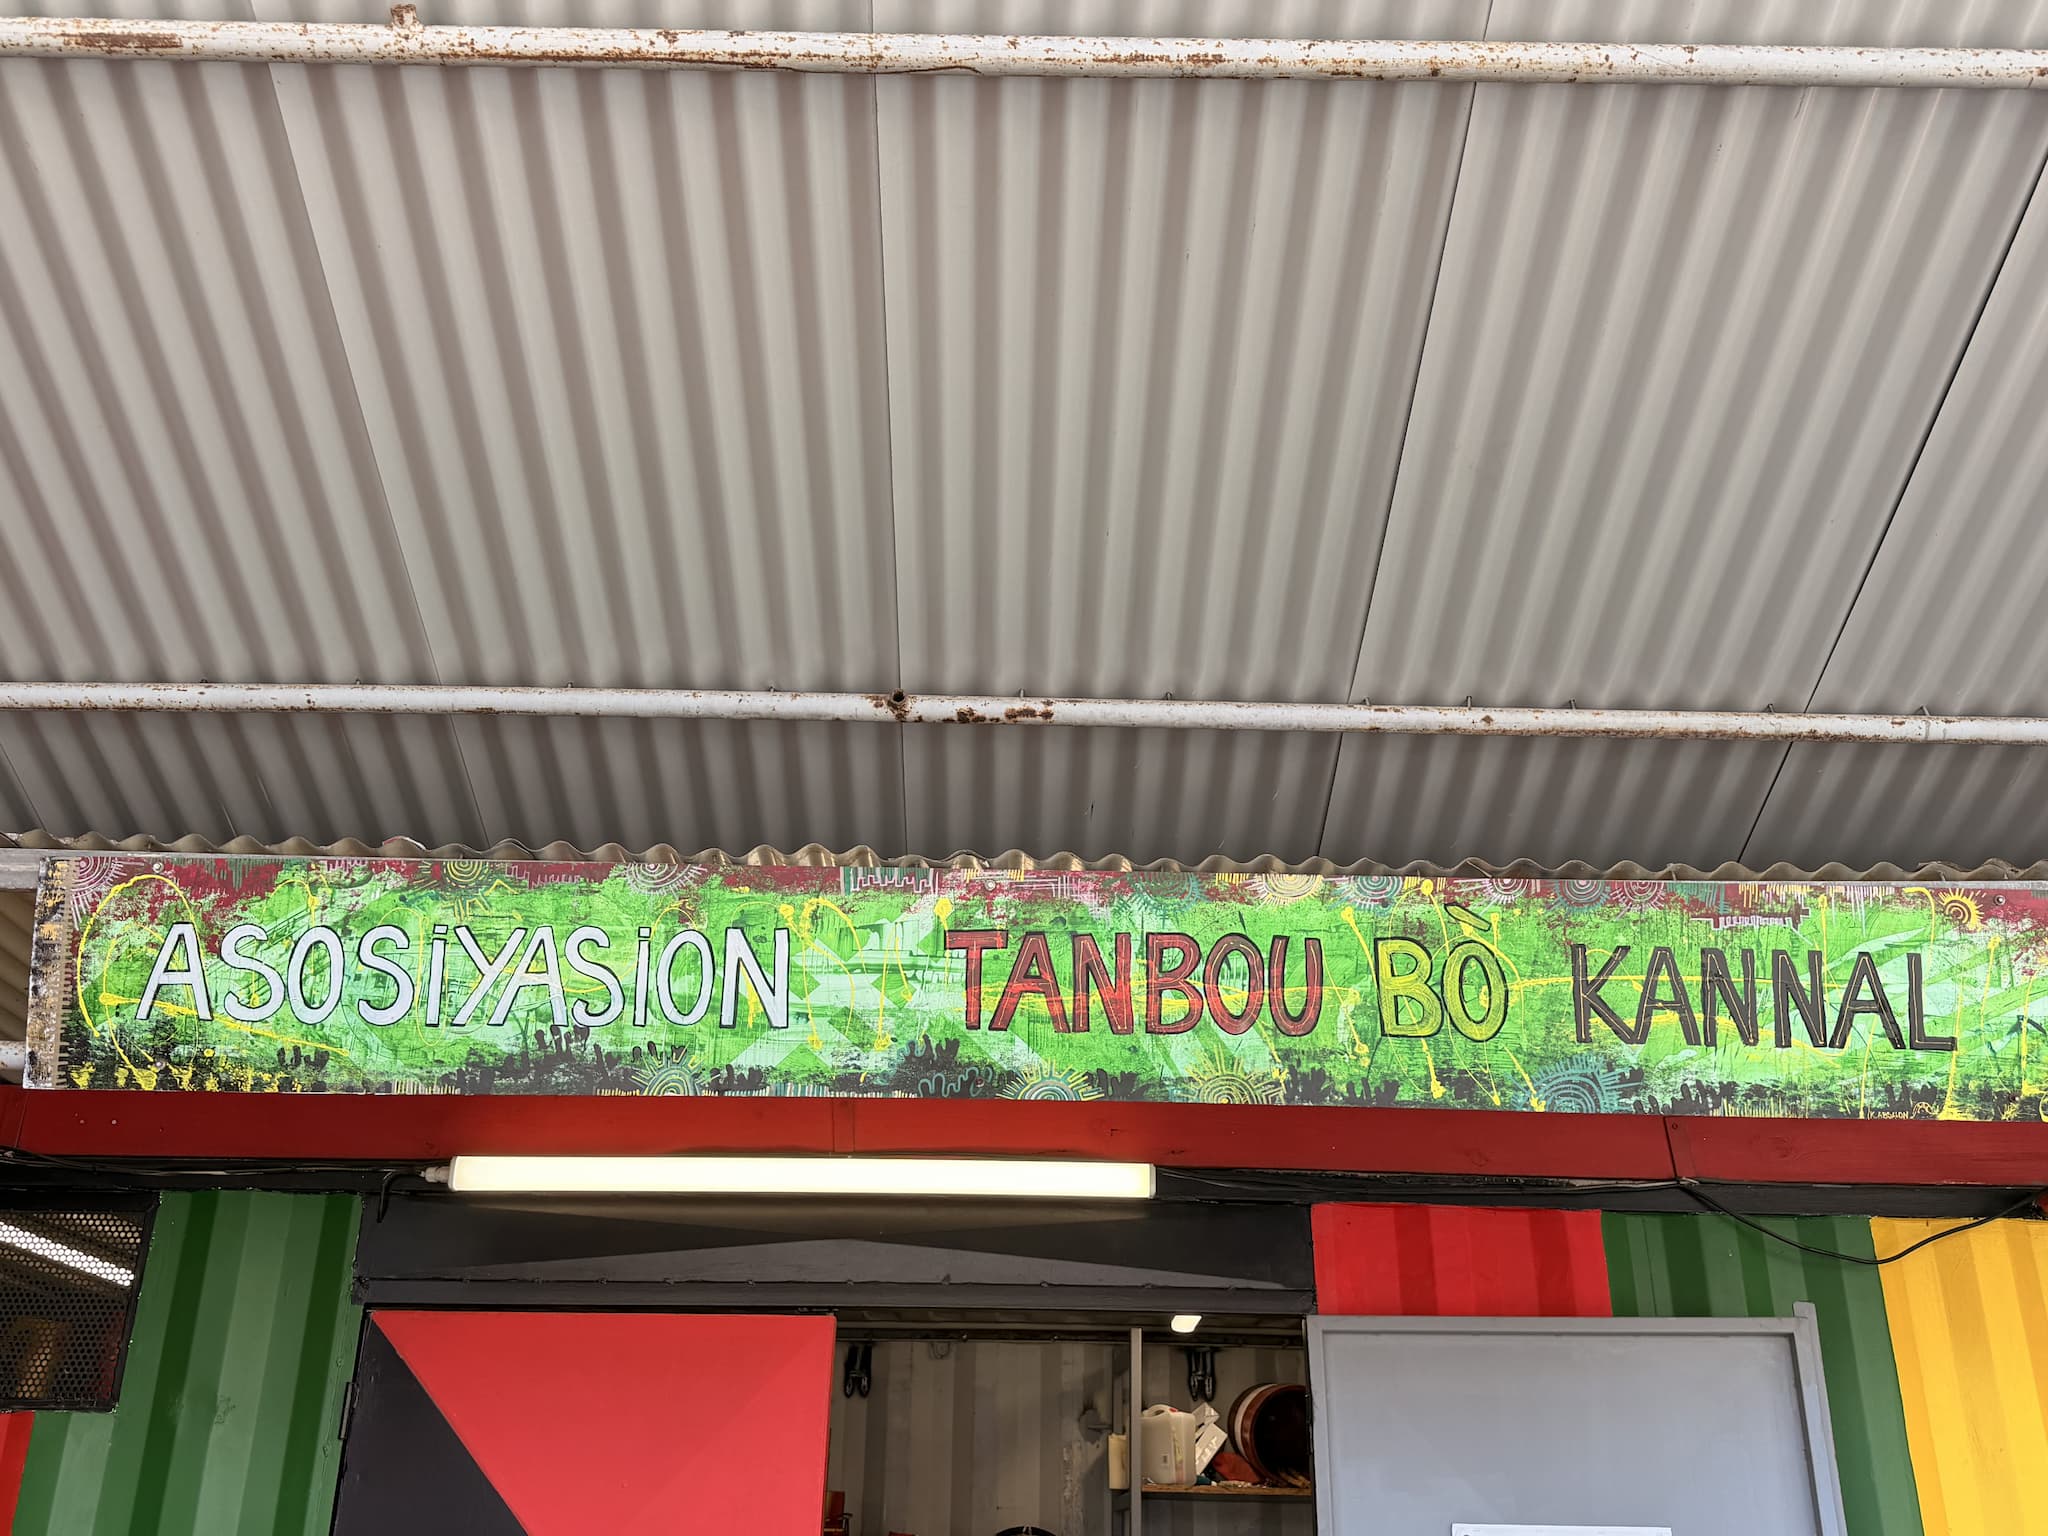 ASOSiYASiON TANBOU BÒ KANNAL